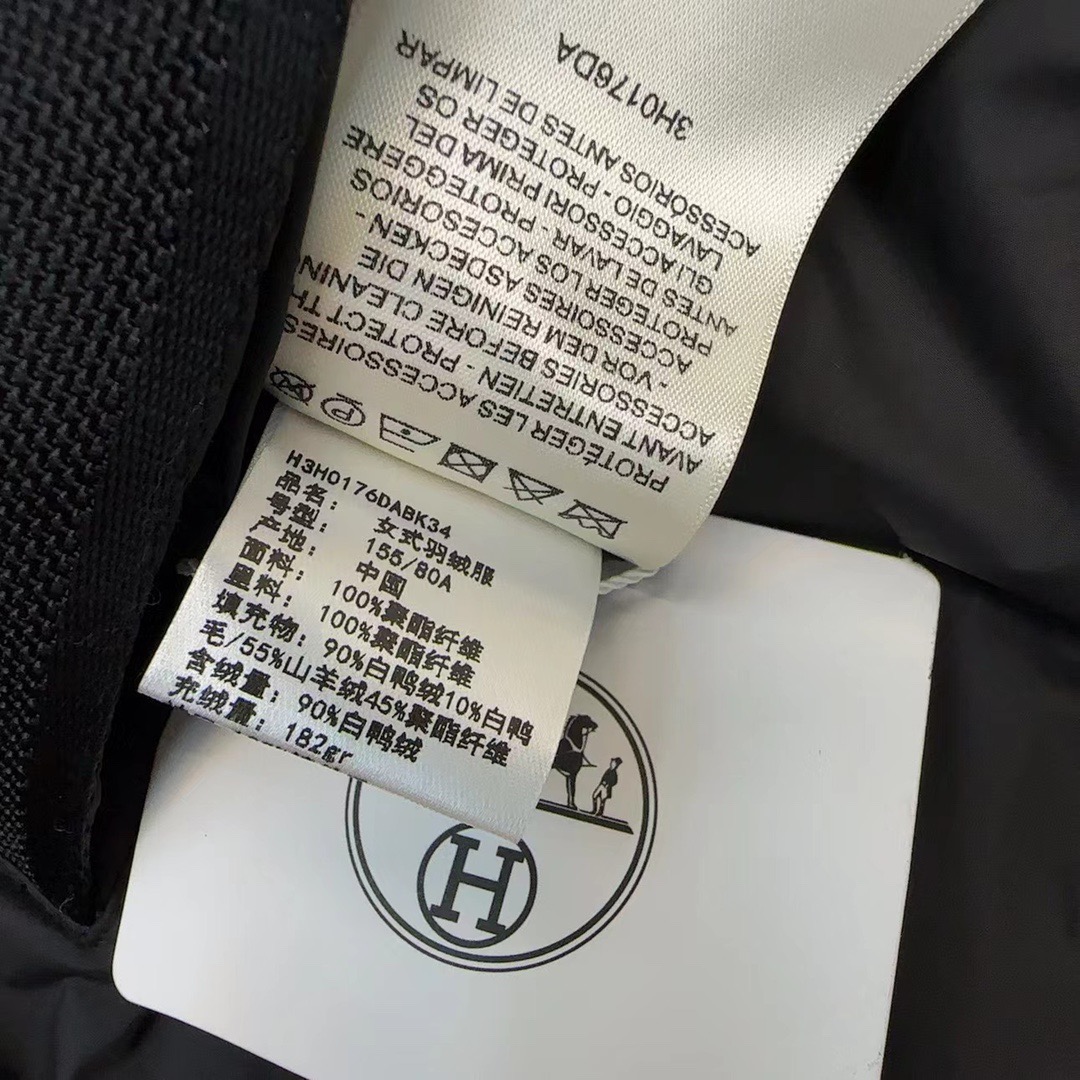 PROTÉGER LES ACCESSOIRES
AVANT ENTRETIEN - PROTECT TH
ACCESSORIES BEFORE CLEANIN
- VOR DEM REINIGEN DIE
ACCESSOIRES ASDECKEN -
PROTEGER LOS ACCESORIOS
ANTES DE LAVAR - PROTEGGERE
GLI ACCESSORI PRIMA DEL
LAVAGGIO - PROTEGER OS
ACESSÓRIOS ANTES DE LIMPAR
3H0176DA
P
H3H0176DABK34
品名: 女式羽绒服
号型: 155/80A
产地: 中国
面料: 100%聚酯纤维
里料: 100%聚酯纤维
填充物: 90%白鸭绒10%白鸭
毛/55%山羊绒45%聚酯纤维
含绒量: 90%白鸭绒
充绒量: 182gr
H